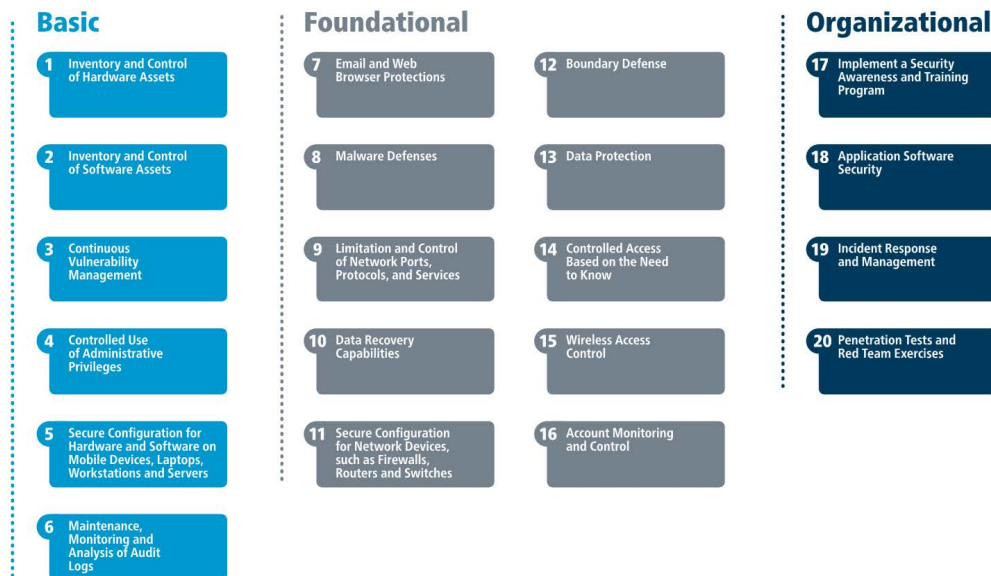 Basic
1 Inventory and Control
of Hardware Assets
2 Inventory and Control
of Software Assets
3 Continuous
Vulnerability
Management
4 Controlled Use
of Administrative
Privileges
5 Secure Configuration for
Hardware and Software on
Mobile Devices, Laptops,
Workstations and Servers
6 Maintenance,
Monitoring and
Analysis of Audit
Logs
Foundational
7 Email and Web
Browser Protections
8 Malware Defenses
9 Limitation and Control
of Network Ports,
Protocols, and Services
10 Data Recovery
Capabilities
11 Secure Configuration
for Network Devices,
such as Firewalls,
Routers and Switches
12 Boundary Defense
13 Data Protection
14 Controlled Access
Based on the Need
to Know
15 Wireless Access
Control
16 Account Monitoring
and Control
Organizational
17 Implement a Security
Awareness and Training
Program
18 Application Software
Security
19 Incident Response
and Management
20 Penetration Tests and
Red Team Exercises